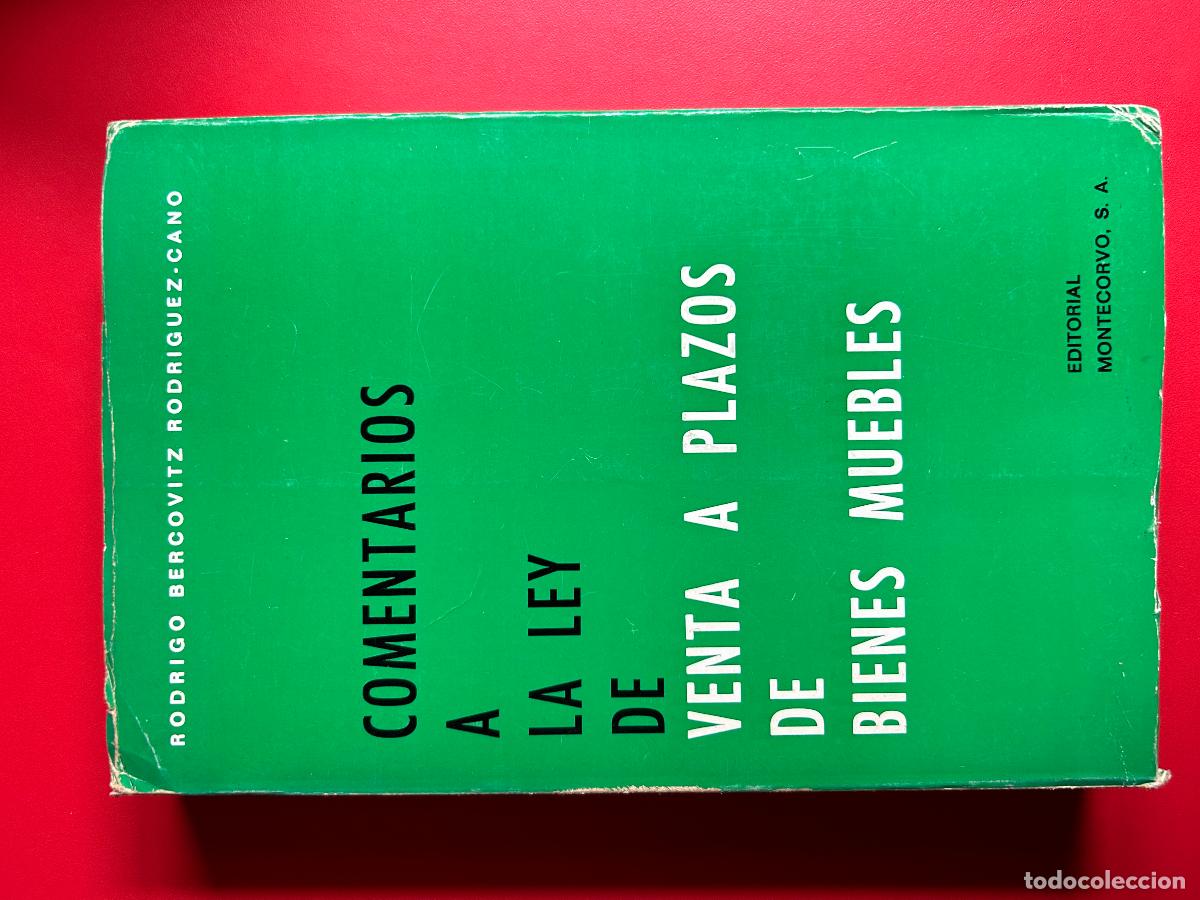 RODRIGO BERCOVITZ RODRIGUEZ-CANO
COMENTARIOS
A
LA LEY
DE
VENTA A PLAZOS
DE
BIENES MUEBLES
EDITORIAL
MONTECORVO, S. A.
todocoleccion